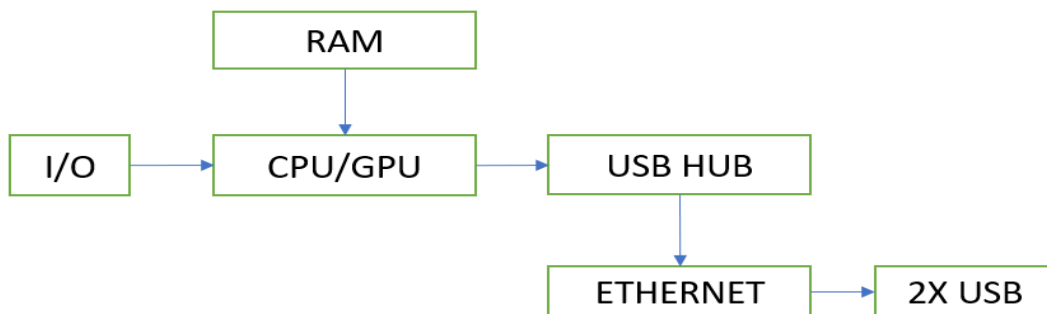 RAM
I/O
CPU/GPU
USB HUB
ETHERNET
2X USB